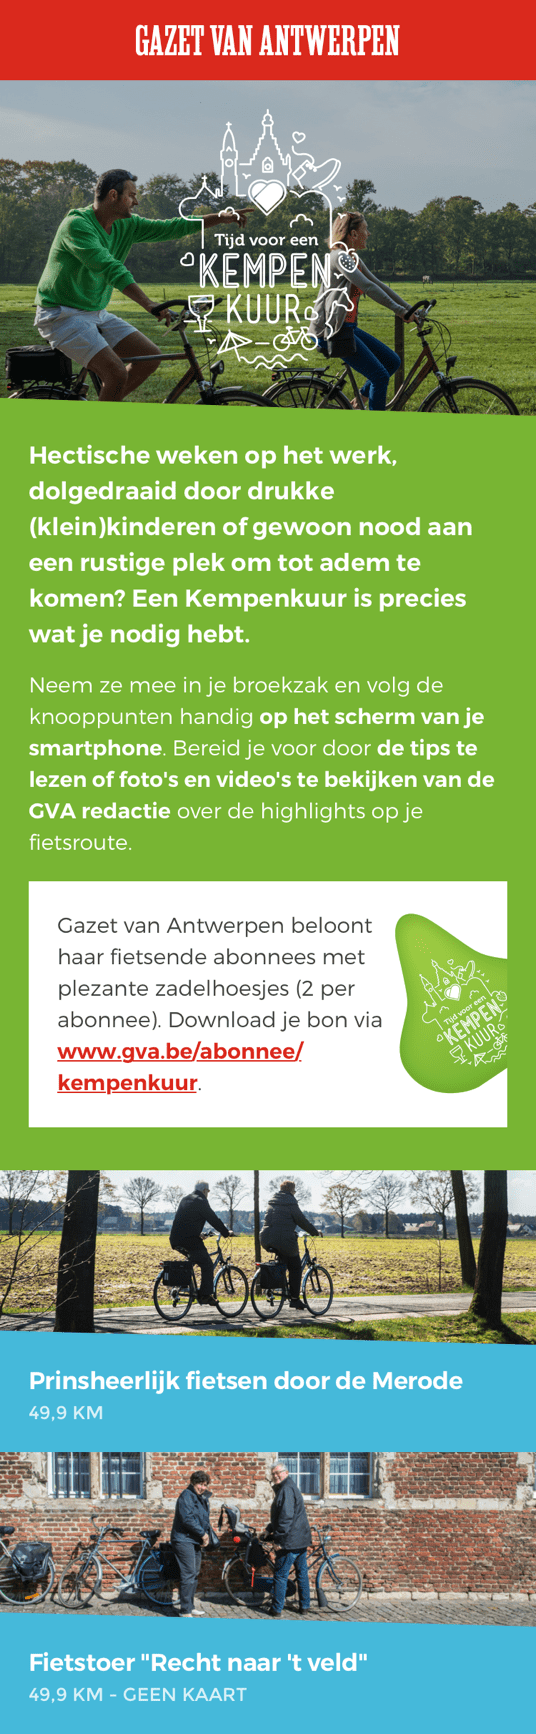 GAZET VAN ANTWERPEN
Tijd voor een
KEMPEN
KUUR
Hectische weken op het werk,
dolgedraaid door drukke
(klein)kinderen of gewoon nood aan
een rustige plek om tot adem te
komen? Een Kempenkuur is precies
wat je nodig hebt.
Neem ze mee in je broekzak en volg de
knooppunten handig op het scherm van je
smartphone. Bereid je voor door de tips te
lezen of foto's en video's te bekijken van de
GVA redactie over de highlights op je
fietsroute.
Gazet van Antwerpen beloont
haar fietsende abonnees met
plezante zadelhoesjes (2 per
abonnee). Download je bon via
www.gva.be/abonnee/
kempenkuur.
Tijd voor een
KEMPEN
KUUR
Prinsheerlijk fietsen door de Merode
49,9 KM
Fietstoer "Recht naar 't veld"
49,9 KM - GEEN KAART